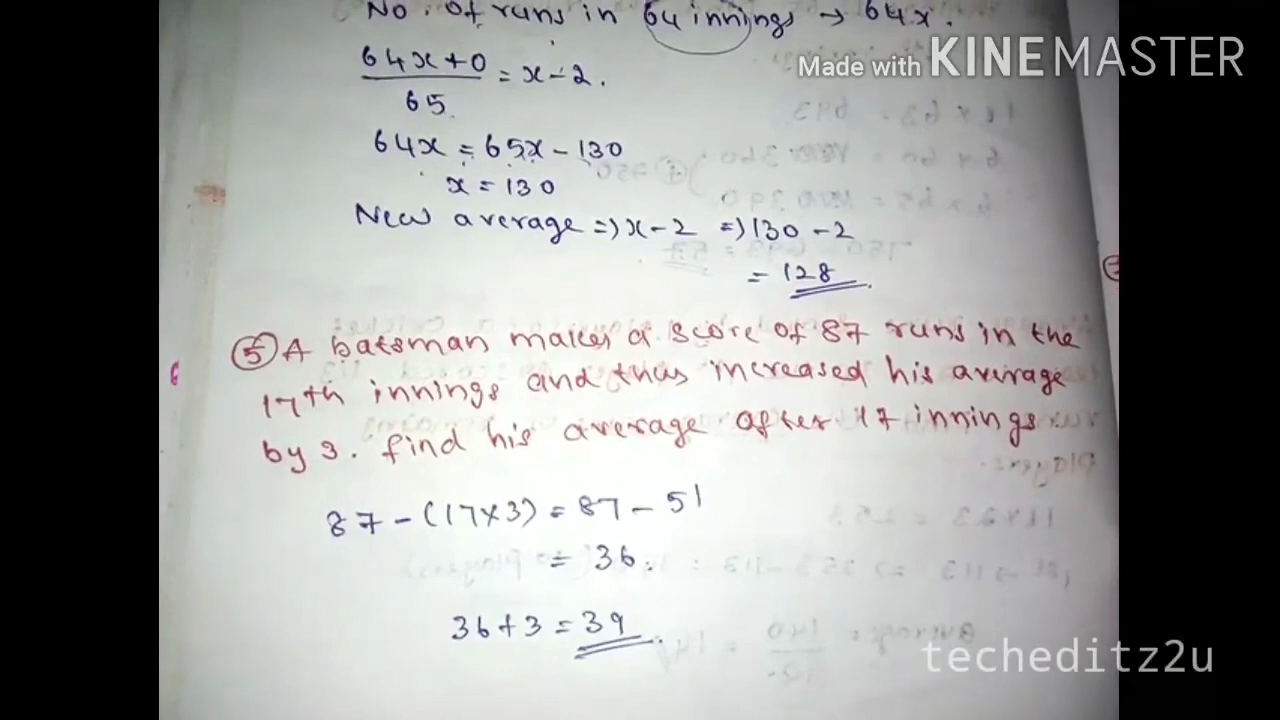 No. of runs in 64 innings → 64x.
Made with KINEMASTER
64x+0
65
= x-2.
64x = 65x - 130
x = 130
New average => x-2 => 130-2
= 128
⑤ A batsman makes a score of 87 runs in the
17th innings and thus increased his average
by 3. find his average after 17 innings
87-(17x3) = 87-51
= 36.
36+3=39
techeditz2u